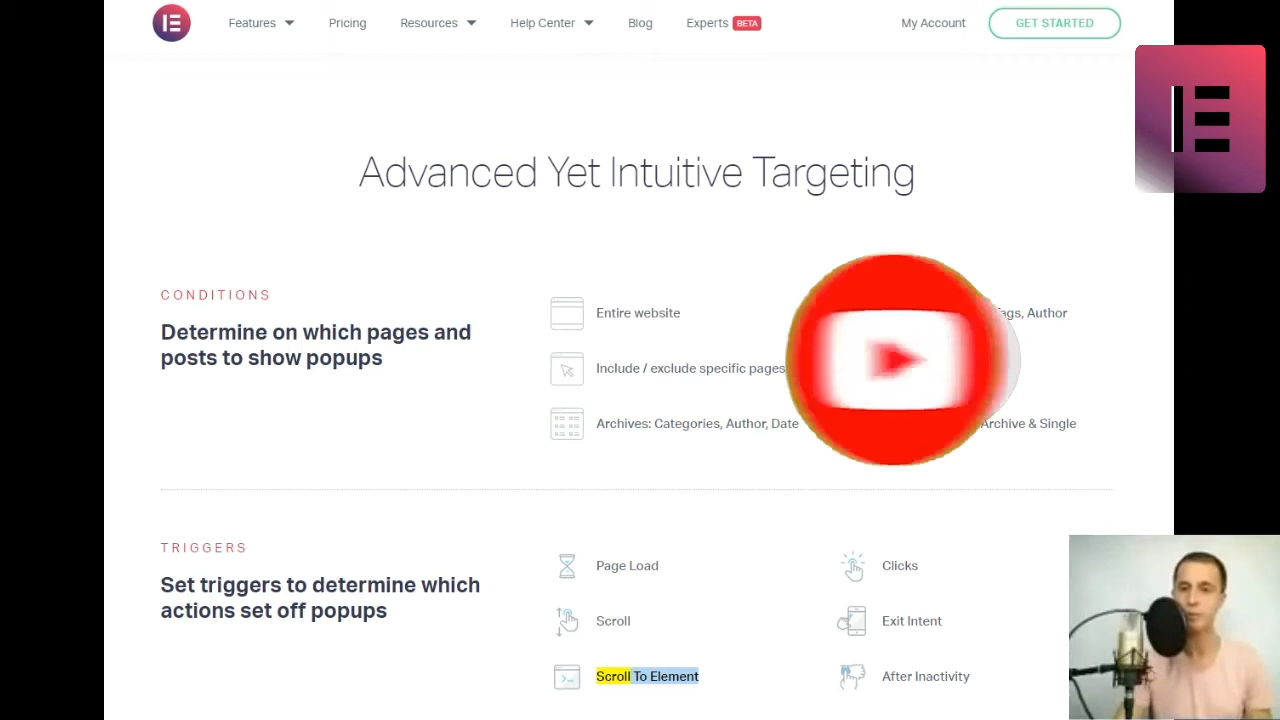 Features
Pricing
Resources
Help Center
Blog
Experts BETA
My Account
GET STARTED
Advanced Yet Intuitive Targeting
CONDITIONS
Determine on which pages and
posts to show popups
Entire website
Include / exclude specific pages
Archives: Categories, Author, Date
Tags, Author
Archive & Single
TRIGGERS
Set triggers to determine which
actions set off popups
Page Load
Clicks
Scroll
Exit Intent
Scroll To Element
After Inactivity